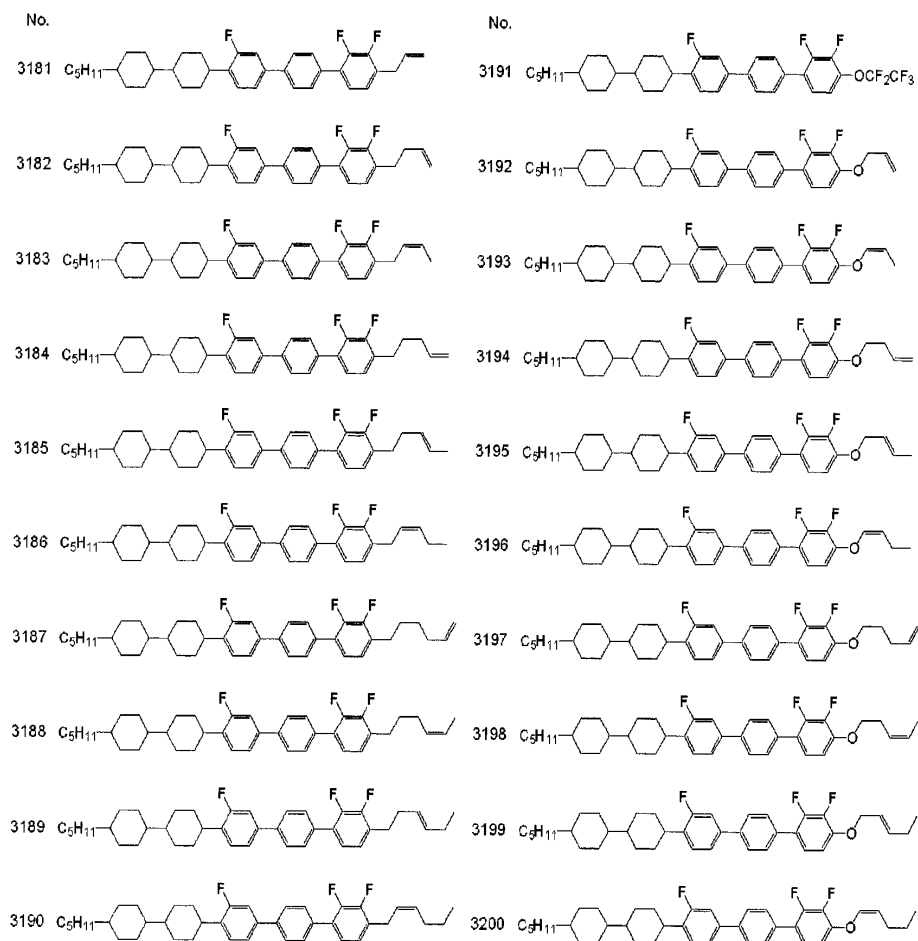 No.
3181 C5H11 F F F
3182 C5H11 F F F
3183 C5H11 F F F
3184 C5H11 F F F
3185 C5H11 F F F
3186 C5H11 F F F
3187 C5H11 F F F
3188 C5H11 F F F
3189 C5H11 F F F
3190 C5H11 F F F
No.
3191 C5H11 F F F OCF2CF3
3192 C5H11 F F F O
3193 C5H11 F F F O
3194 C5H11 F F F O
3195 C5H11 F F F O
3196 C5H11 F F F O
3197 C5H11 F F F O
3198 C5H11 F F F O
3199 C5H11 F F F O
3200 C5H11 F F F O